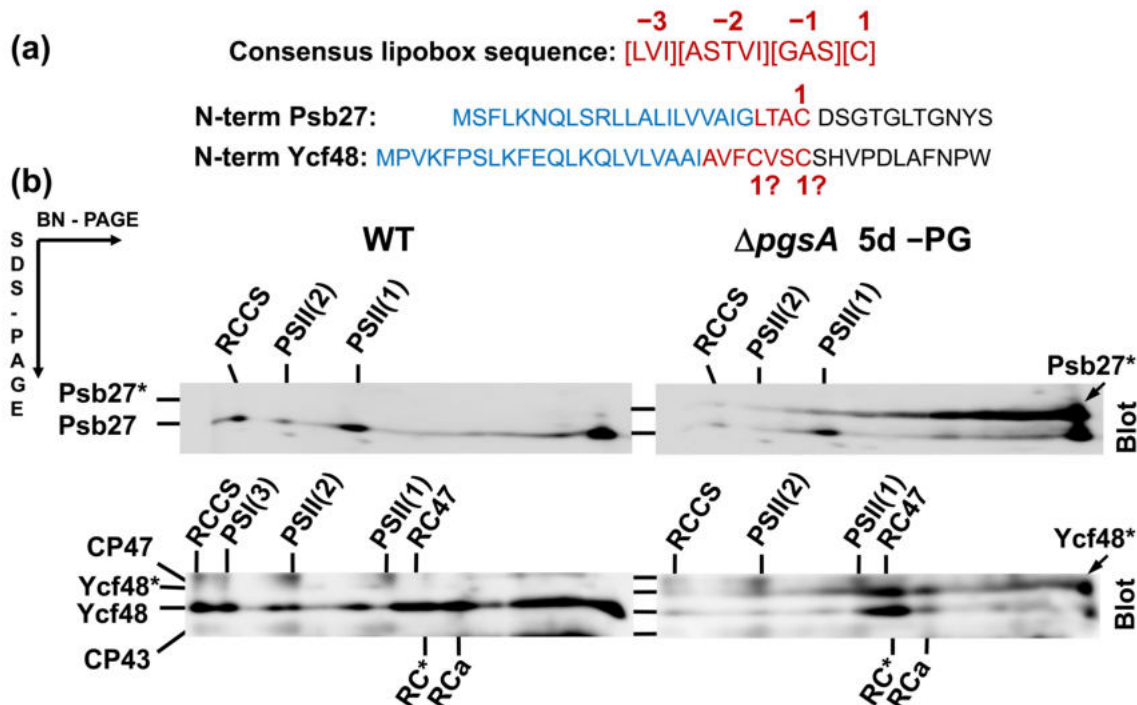 (a)
−3 −2 −1 1
Consensus lipobox sequence: [LVI][ASTVI][GAS][C]
1
N-term Psb27: MSFLKNQLSRLLALILVVAIGLTAC DSGTGLTGNYS
N-term Ycf48: MPVKFPSLKFEQLKQLVLVAAIAVFCVSCSSHVPDLAFNPW
1? 1?
(b)
BN - PAGE
SDS-PAGE
WT
ΔpgsA 5d −PG
RCCS PSII(2) PSII(1)
RCCS PSII(2) PSII(1)
Psb27*
Psb27*
Psb27
Blot
RCCS PSI(3) PSII(2) PSII(1) RC47
RCCS PSII(2) PSII(1) RC47
CP47
Ycf48*
Ycf48*
Ycf48
CP43
Blot
RC* RCa
RC* RCa